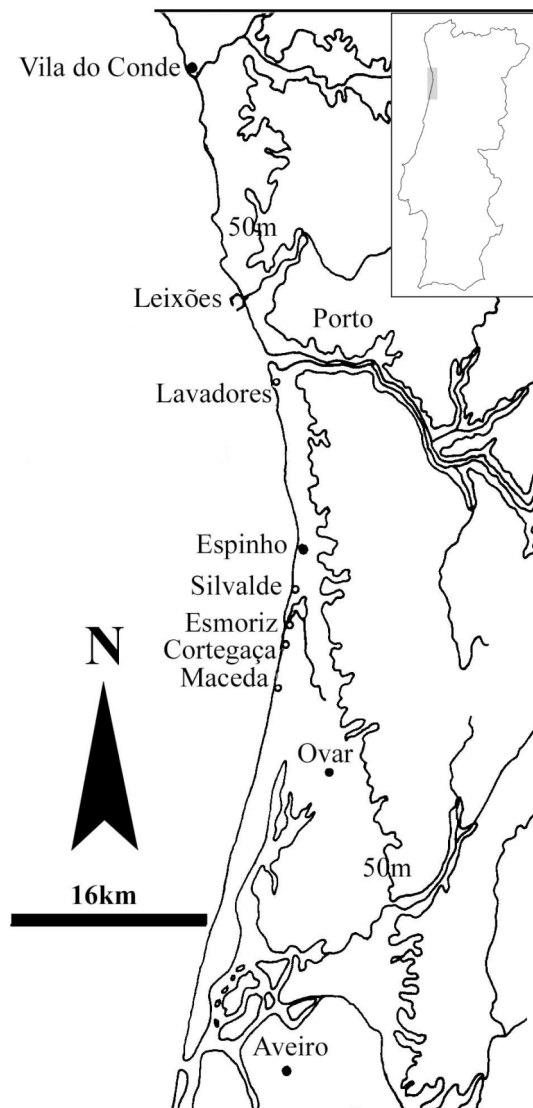 Vila do Conde
50m
Leixões
Porto
Lavadores
Espinho
Silvalde
Esmoriz
Cortegaça
Maceda
N
Ovar
50m
16km
Aveiro